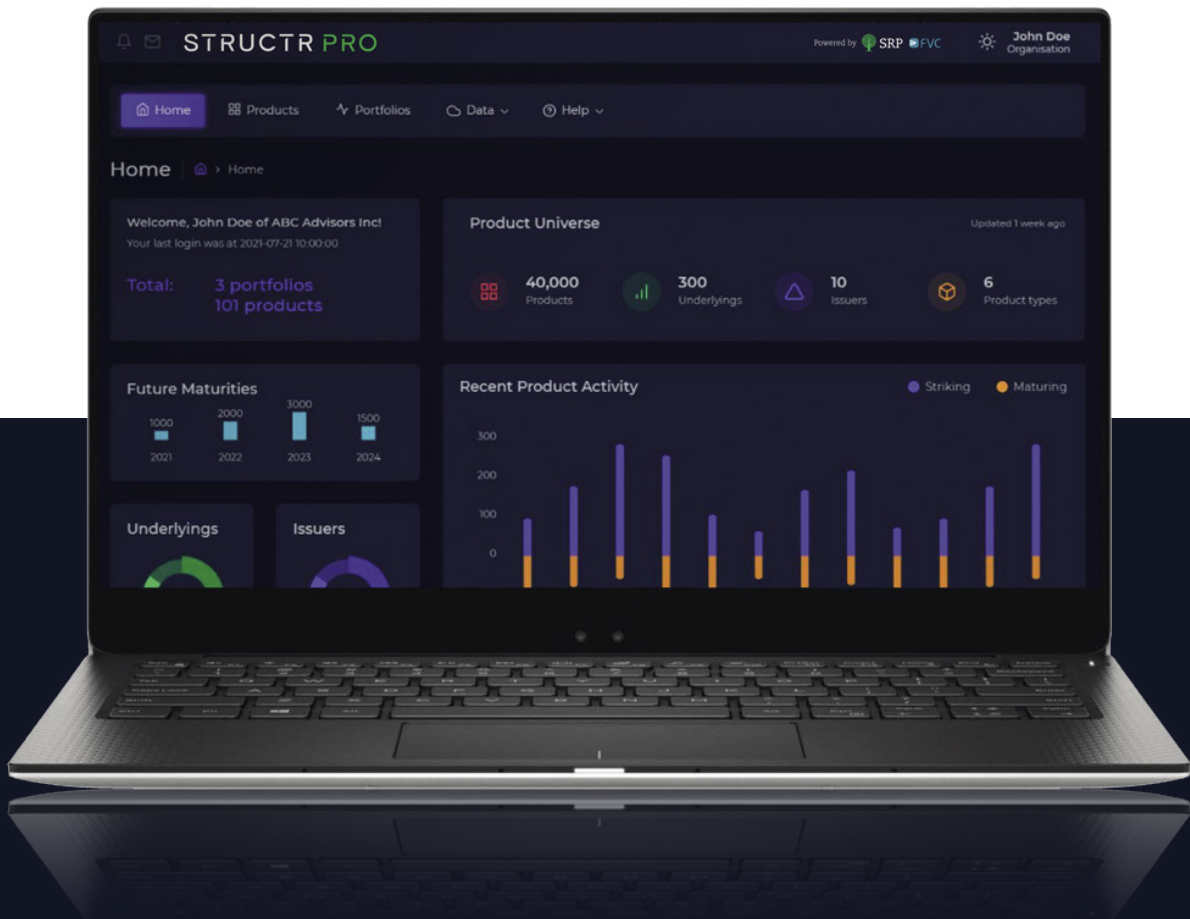 STRUCTR PRO
Powered by SRP FVC
John Doe
Organisation
Home
Products
Portfolios
Data
Help
Home
Home
Welcome, John Doe of ABC Advisors Inc!
Your last login was at 2021-07-21 10:00:00
Total:
3 portfolios
101 products
Product Universe
Updated 1 week ago
40,000
Products
300
Underlyings
10
Issuers
6
Product types
Future Maturities
1000
2000
3000
1500
2021
2022
2023
2024
Recent Product Activity
Striking
Maturing
300
200
100
0
Underlyings
Issuers